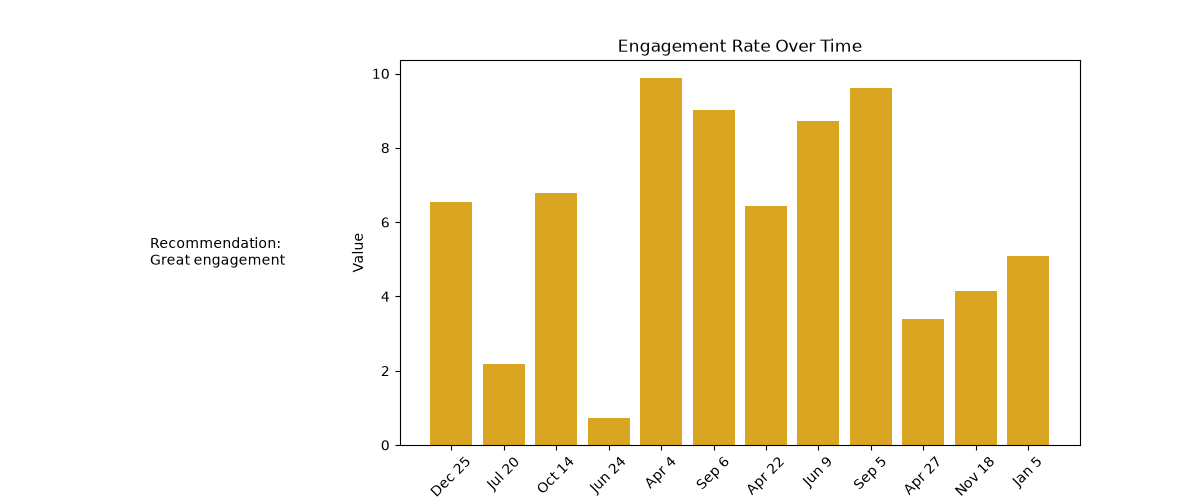 Engagement Rate Over Time
Recommendation:
Great engagement
Value
10
8
6
4
2
0
Dec 25
Jul 20
Oct 14
Jun 24
Apr 4
Sep 6
Apr 22
Jun 9
Sep 5
Apr 27
Nov 18
Jan 5